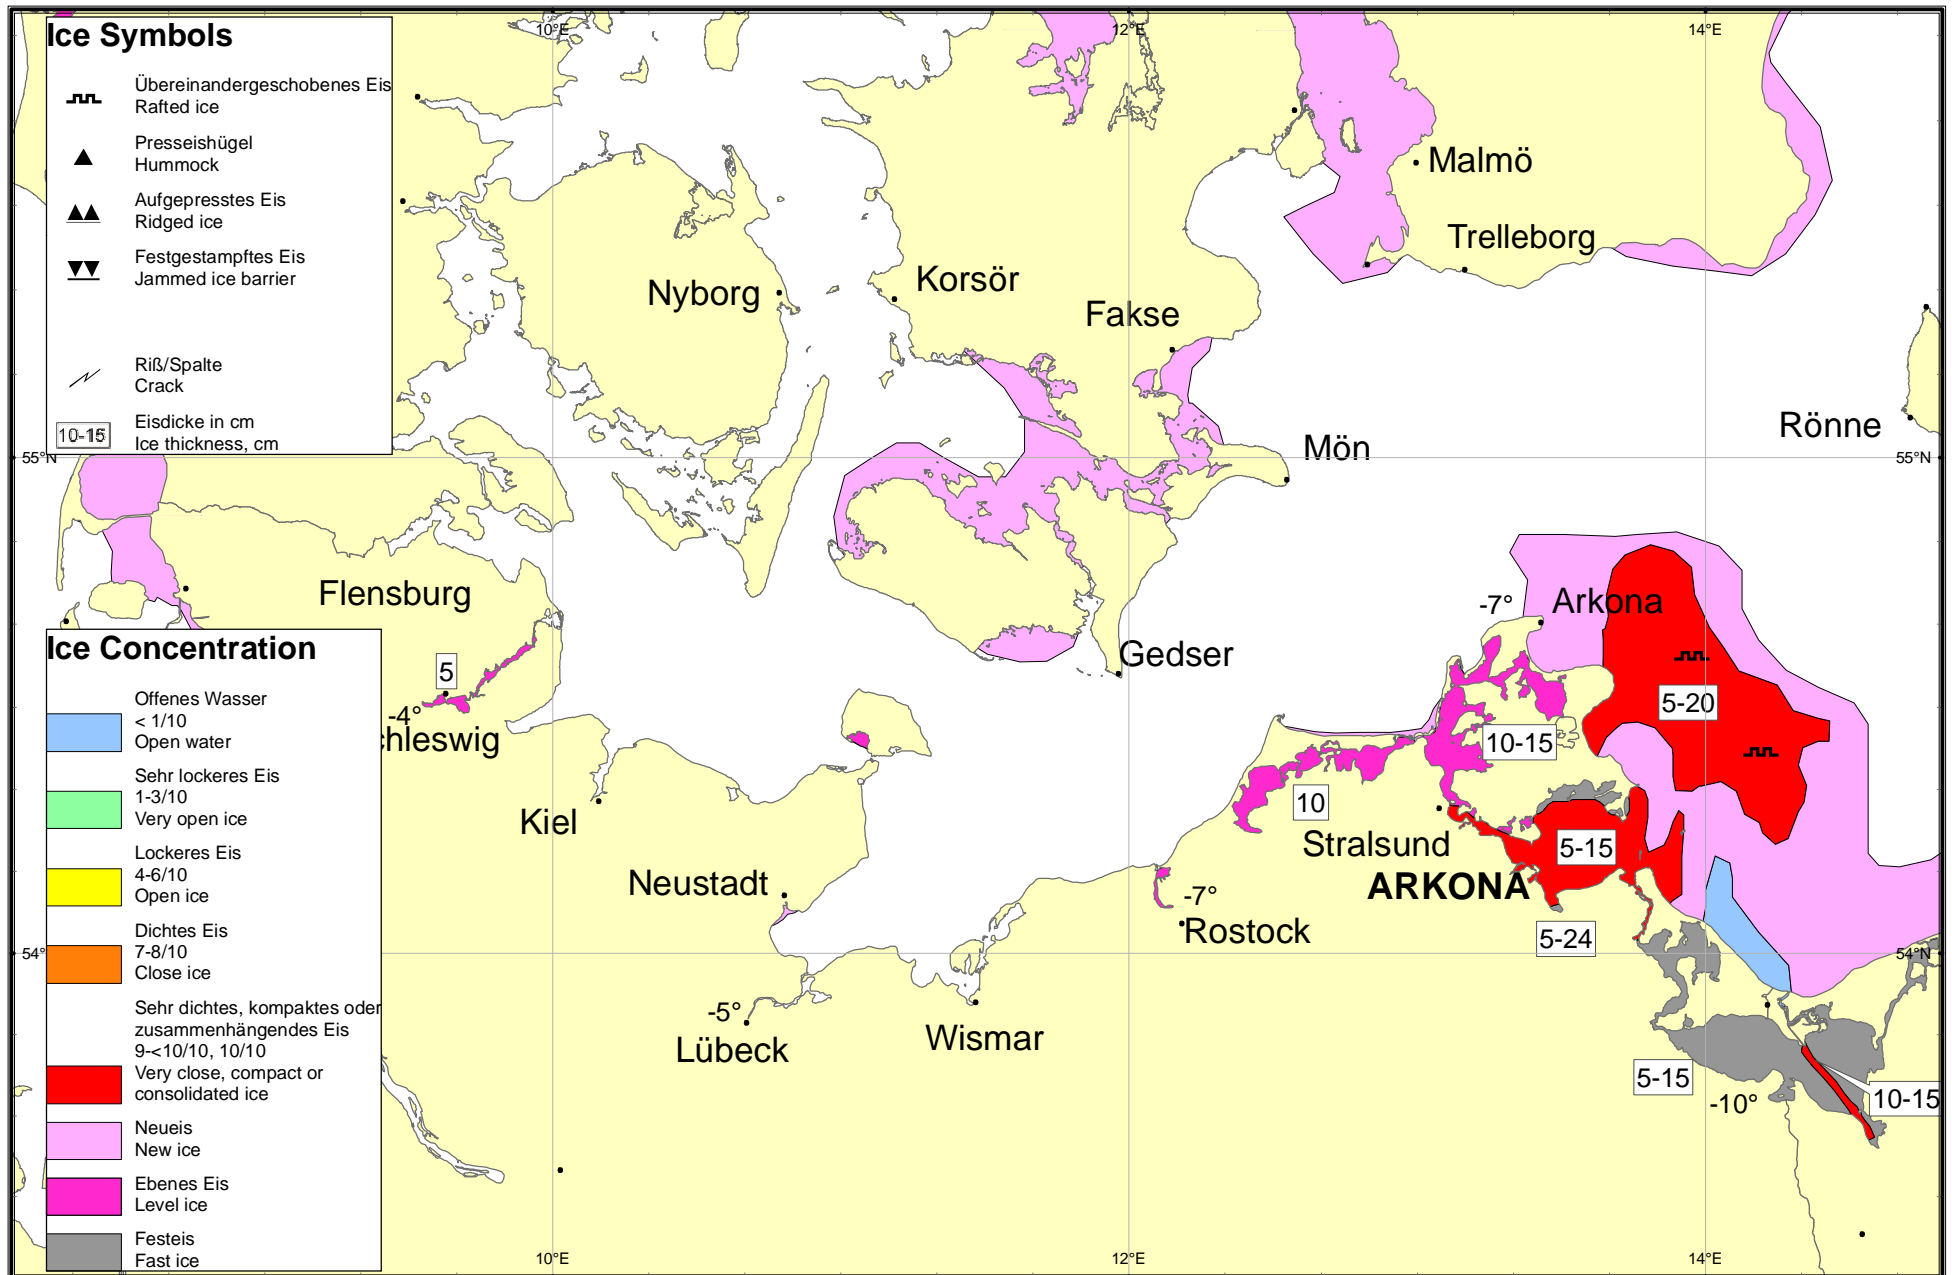 Ice Symbols
Übereinandergeschobenes Eis
Rafted ice
Presseishügel
Hummock
Aufgepresstes Eis
Ridged ice
Festgestampftes Eis
Jammed ice barrier
Riß/Spalte
Crack
10-15
Eisdicke in cm
Ice thickness, cm
10°E
12°E
14°E
Malmö
Trelleborg
Nyborg
Korsör
Fakse
Rönne
Mön
55°N
55°N
Flensburg
-7°
Arkona
Gedser
5
-4°
chleswig
5-20
10-15
10
Kiel
Stralsund
5-15
ARKONA
Neustadt
-7°
Rostock
5-24
54°
54°N
-5°
Lübeck
Wismar
5-15
-10°
10-15
Ice Concentration
Offenes Wasser
< 1/10
Open water
Sehr lockeres Eis
1-3/10
Very open ice
Lockeres Eis
4-6/10
Open ice
Dichtes Eis
7-8/10
Close ice
Sehr dichtes, kompaktes oder
zusammenhängendes Eis
9-<10/10, 10/10
Very close, compact or
consolidated ice
Neueis
New ice
Ebenes Eis
Level ice
Festeis
Fast ice
10°E
12°E
14°E